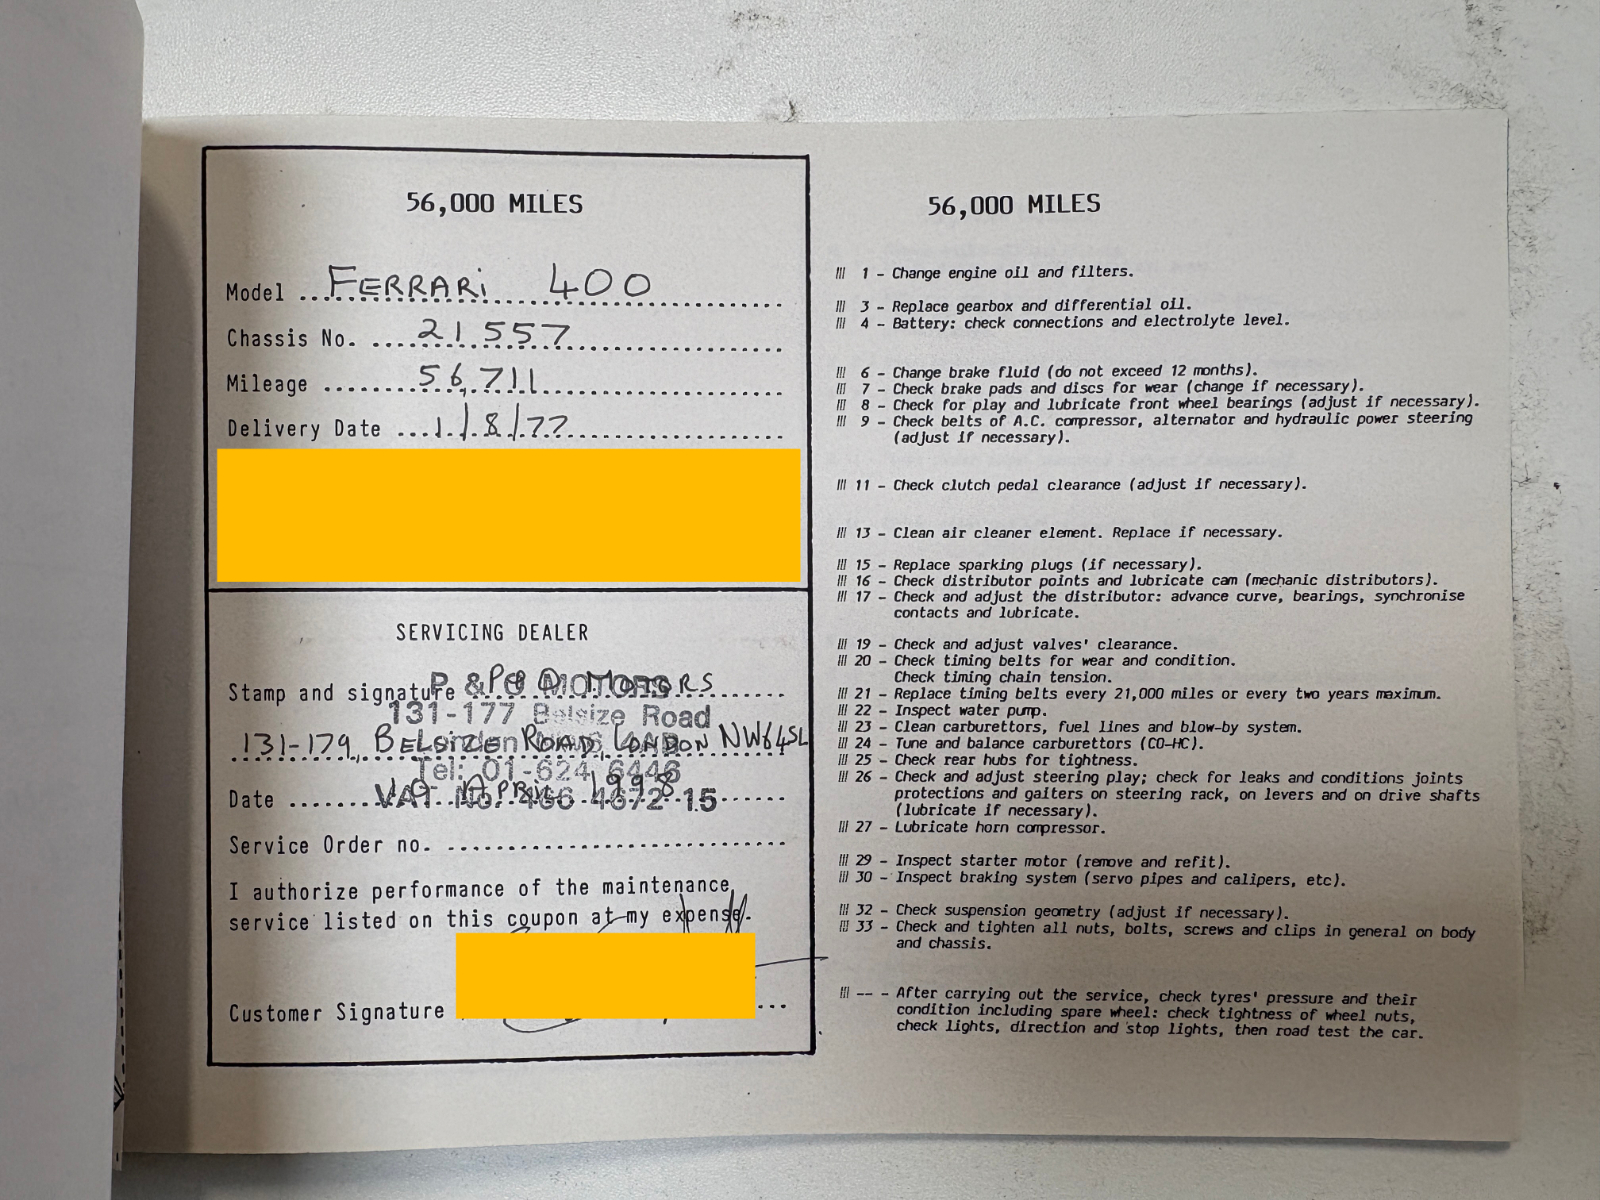 56,000 MILES
Model ... FERRARi 400
Chassis No. ... 21557
Mileage ... 56,711
Delivery Date ... 1/8/77
SERVICING DEALER
Stamp and signature P & P MOTORS
131-177 Belsize Road
131-179, BELSIZE ROAD, LONDON NW64SL
Tel: 01-624 6446
Date ... APRIL 1998
VAT No. 466 4672 15
Service Order no. ...
I authorize performance of the maintenance
service listed on this coupon at my expense.
Customer Signature ...
56,000 MILES
1 - Change engine oil and filters.
3 - Replace gearbox and differential oil.
4 - Battery: check connections and electrolyte level.
6 - Change brake fluid (do not exceed 12 months).
7 - Check brake pads and discs for wear (change if necessary).
8 - Check for play and lubricate front wheel bearings (adjust if necessary).
9 - Check belts of A.C. compressor, alternator and hydraulic power steering
(adjust if necessary).
11 - Check clutch pedal clearance (adjust if necessary).
13 - Clean air cleaner element. Replace if necessary.
15 - Replace sparking plugs (if necessary).
16 - Check distributor points and lubricate cam (mechanic distributors).
17 - Check and adjust the distributor: advance curve, bearings, synchronise
contacts and lubricate.
19 - Check and adjust valves' clearance.
20 - Check timing belts for wear and condition.
Check timing chain tension.
21 - Replace timing belts every 21,000 miles or every two years maximum.
22 - Inspect water pump.
23 - Clean carburettors, fuel lines and blow-by system.
24 - Tune and balance carburettors (CO-HC).
25 - Check rear hubs for tightness.
26 - Check and adjust steering play; check for leaks and conditions joints
protections and gaiters on steering rack, on levers and on drive shafts
(lubricate if necessary).
27 - Lubricate horn compressor.
29 - Inspect starter motor (remove and refit).
30 - Inspect braking system (servo pipes and calipers, etc).
32 - Check suspension geometry (adjust if necessary).
33 - Check and tighten all nuts, bolts, screws and clips in general on body
and chassis.
-- - After carrying out the service, check tyres' pressure and their
condition including spare wheel: check tightness of wheel nuts,
check lights, direction and stop lights, then road test the car.